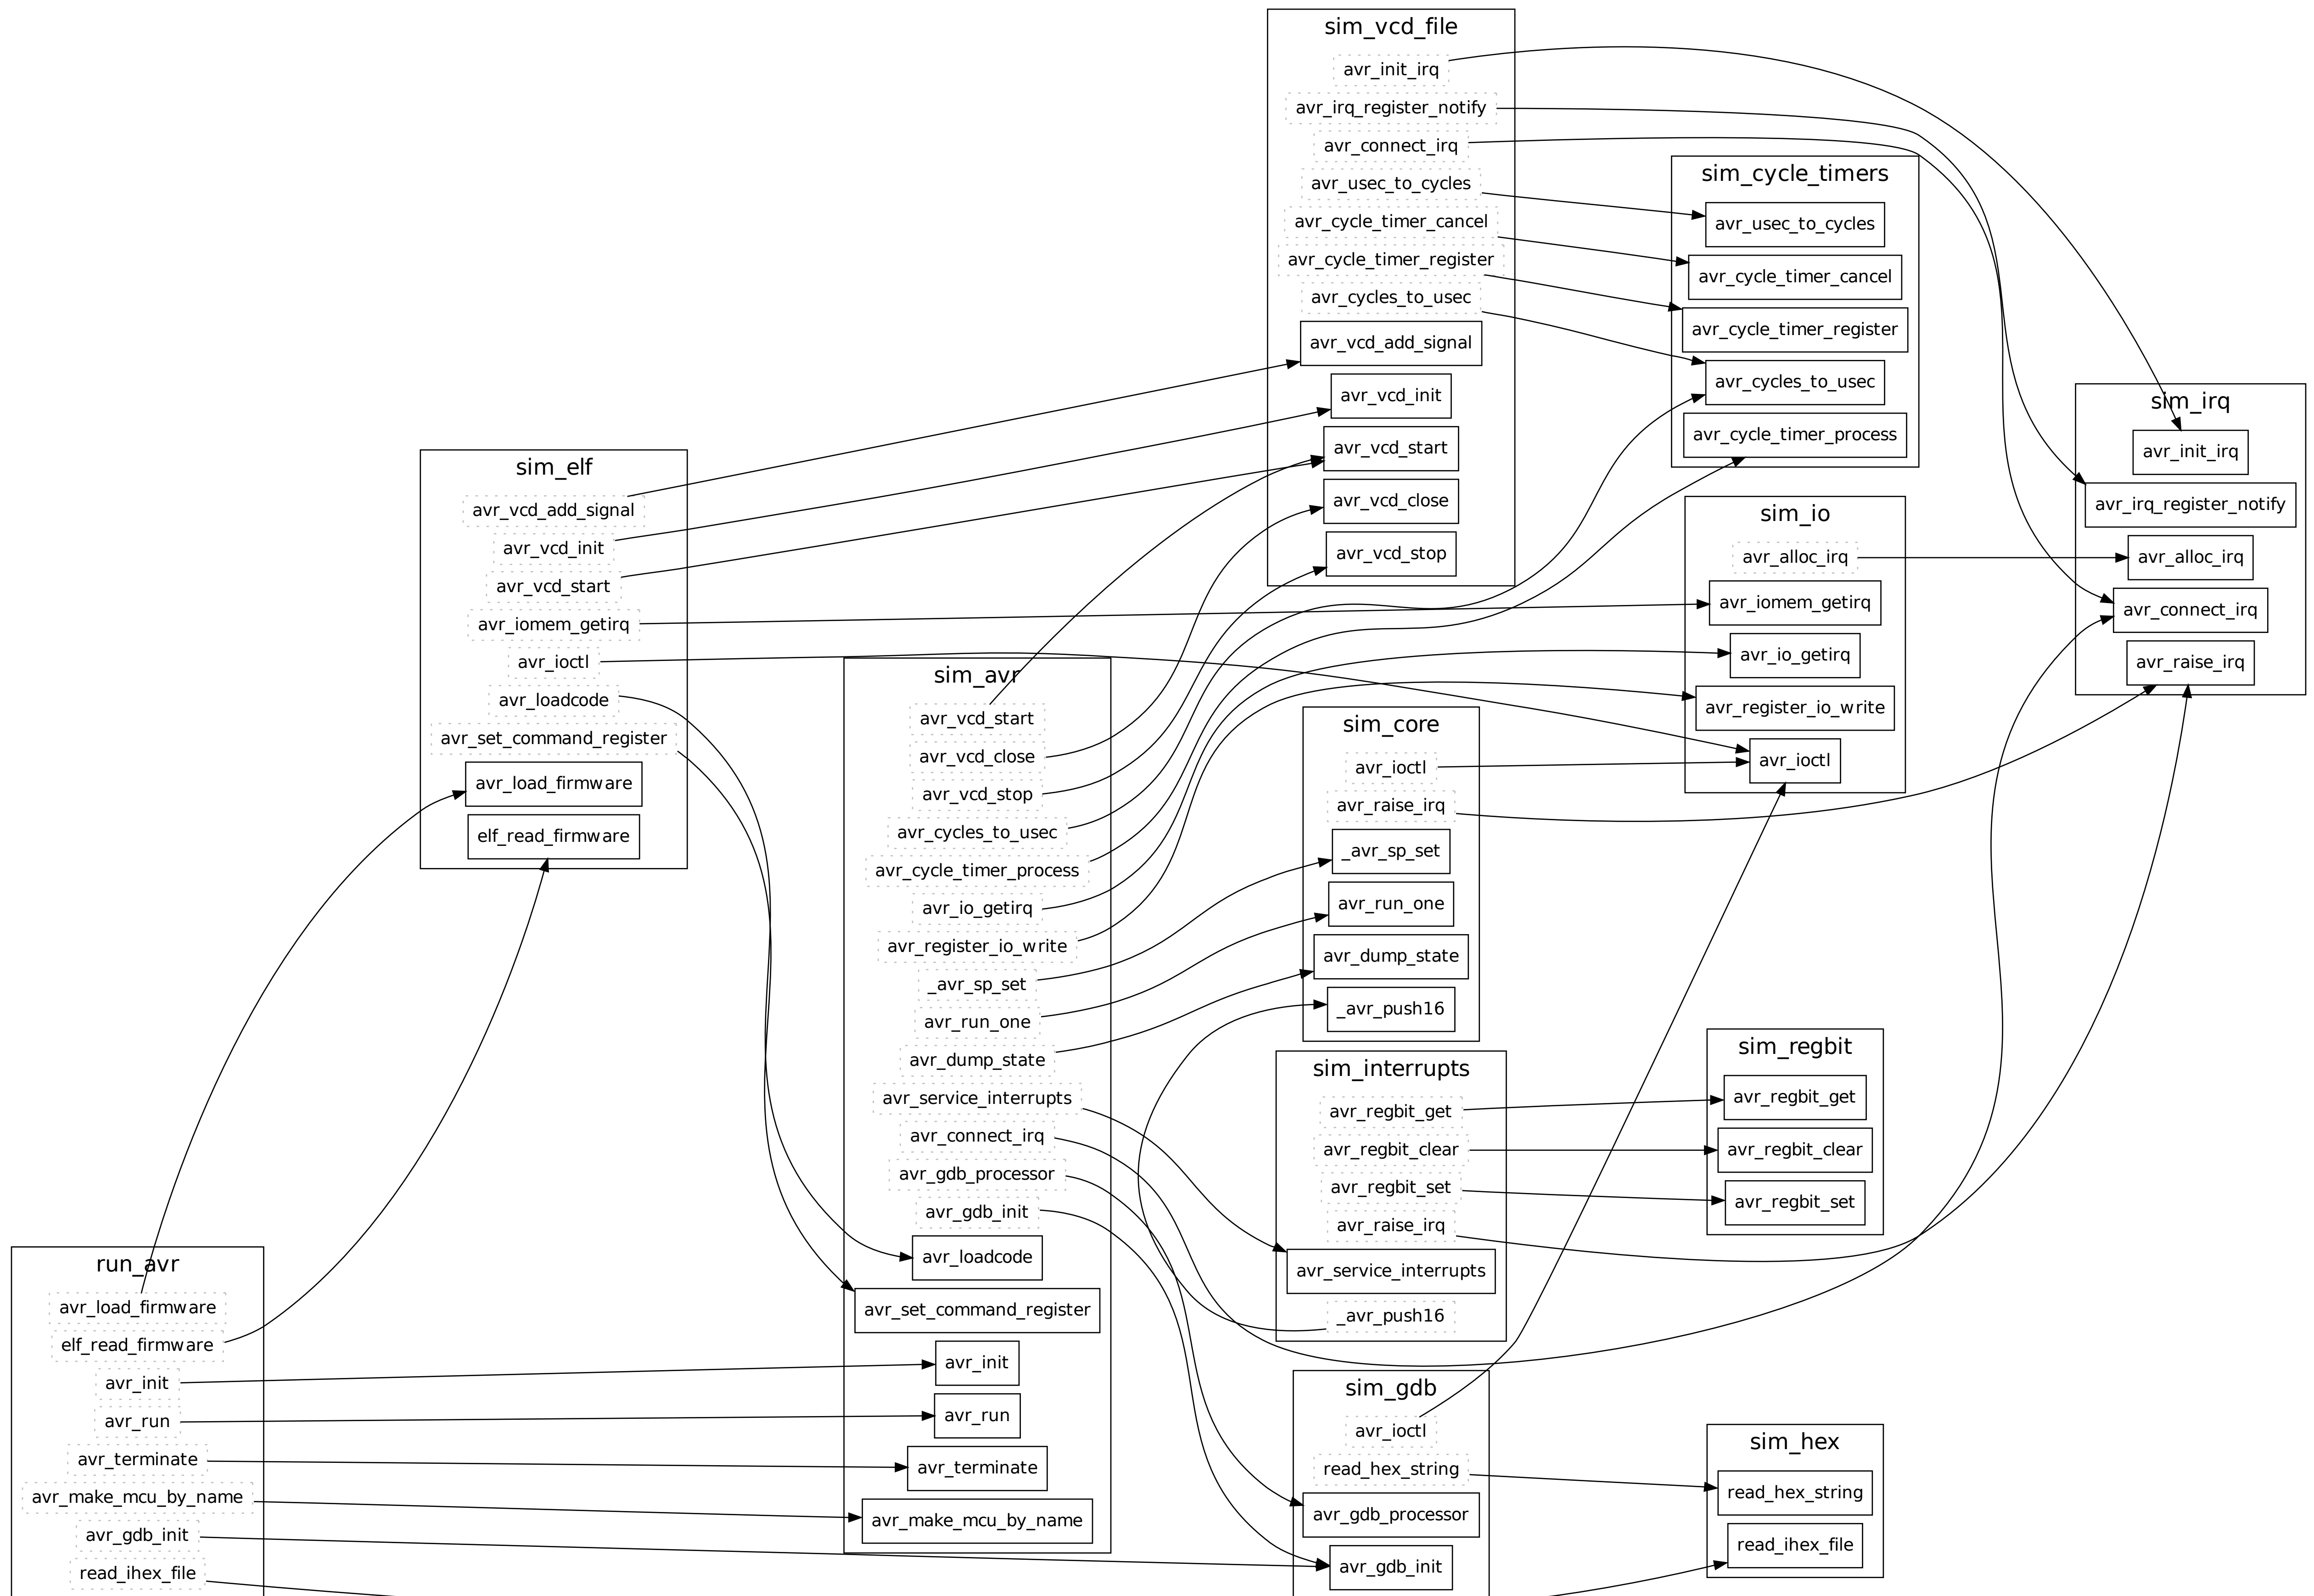 sim_vcd_file
avr_init_irq
avr_irq_register_notify
avr_connect_irq
avr_usec_to_cycles
avr_cycle_timer_cancel
avr_cycle_timer_register
avr_cycles_to_usec
avr_vcd_add_signal
avr_vcd_init
avr_vcd_start
avr_vcd_close
avr_vcd_stop
sim_cycle_timers
avr_usec_to_cycles
avr_cycle_timer_cancel
avr_cycle_timer_register
avr_cycles_to_usec
avr_cycle_timer_process
sim_irq
avr_init_irq
avr_irq_register_notify
avr_alloc_irq
avr_connect_irq
avr_raise_irq
sim_elf
avr_vcd_add_signal
avr_vcd_init
avr_vcd_start
avr_iomem_getirq
avr_ioctl
avr_loadcode
avr_set_command_register
avr_load_firmware
elf_read_firmware
sim_io
avr_alloc_irq
avr_iomem_getirq
avr_io_getirq
avr_register_io_write
avr_ioctl
sim_avr
avr_vcd_start
avr_vcd_close
avr_vcd_stop
avr_cycles_to_usec
avr_cycle_timer_process
avr_io_getirq
avr_register_io_write
_avr_sp_set
avr_run_one
avr_dump_state
avr_service_interrupts
avr_connect_irq
avr_gdb_processor
avr_gdb_init
avr_loadcode
avr_set_command_register
avr_init
avr_run
avr_terminate
avr_make_mcu_by_name
sim_core
avr_ioctl
avr_raise_irq
_avr_sp_set
avr_run_one
avr_dump_state
_avr_push16
sim_interrupts
avr_regbit_get
avr_regbit_clear
avr_regbit_set
avr_raise_irq
avr_service_interrupts
_avr_push16
sim_regbit
avr_regbit_get
avr_regbit_clear
avr_regbit_set
run_avr
avr_load_firmware
elf_read_firmware
avr_init
avr_run
avr_terminate
avr_make_mcu_by_name
avr_gdb_init
read_ihex_file
sim_gdb
avr_ioctl
read_hex_string
avr_gdb_processor
avr_gdb_init
sim_hex
read_hex_string
read_ihex_file